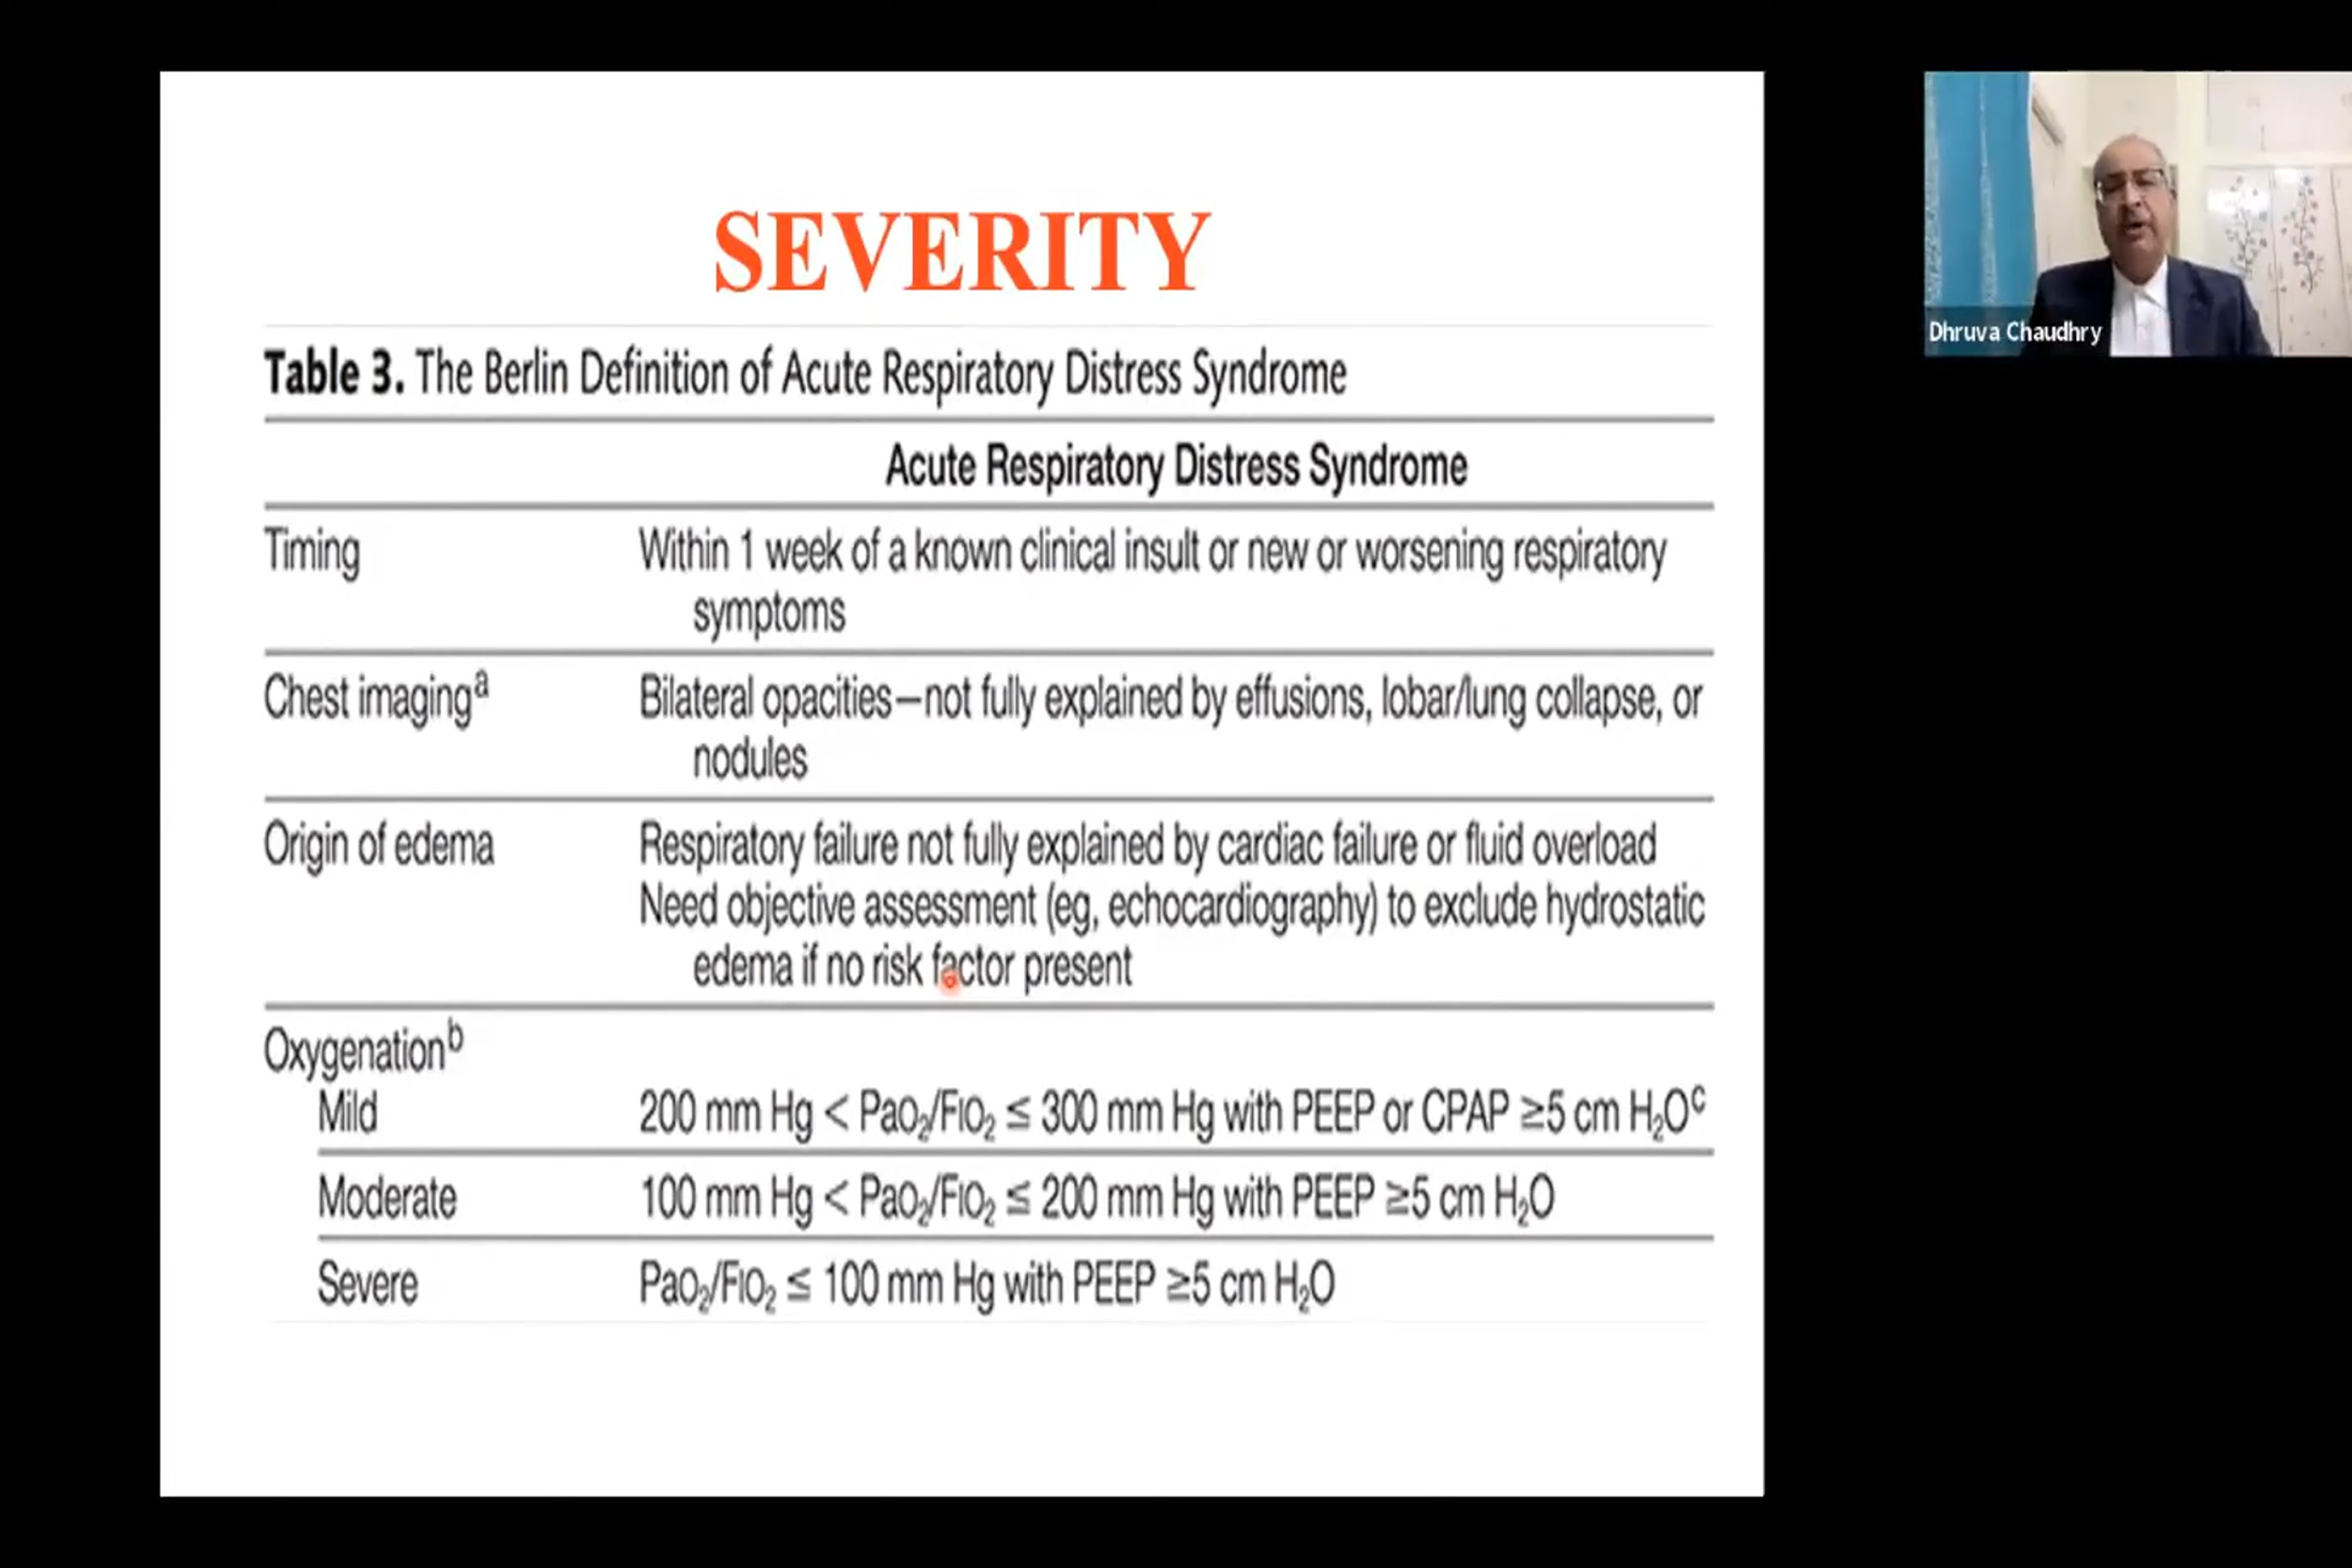 SEVERITY
Table 3. The Berlin Definition of Acute Respiratory Distress Syndrome
Acute Respiratory Distress Syndrome
Timing Within 1 week of a known clinical insult or new or worsening respiratory
symptoms
Chest imagingᵃ Bilateral opacities—not fully explained by effusions, lobar/lung collapse, or
nodules
Origin of edema Respiratory failure not fully explained by cardiac failure or fluid overload
Need objective assessment (eg, echocardiography) to exclude hydrostatic
edema if no risk factor present
Oxygenationᵇ
Mild 200 mm Hg < PaO₂/FIO₂ ≤ 300 mm Hg with PEEP or CPAP ≥5 cm H₂Oᶜ
Moderate 100 mm Hg < PaO₂/FIO₂ ≤ 200 mm Hg with PEEP ≥5 cm H₂O
Severe PaO₂/FIO₂ ≤ 100 mm Hg with PEEP ≥5 cm H₂O
Dhruva Chaudhry